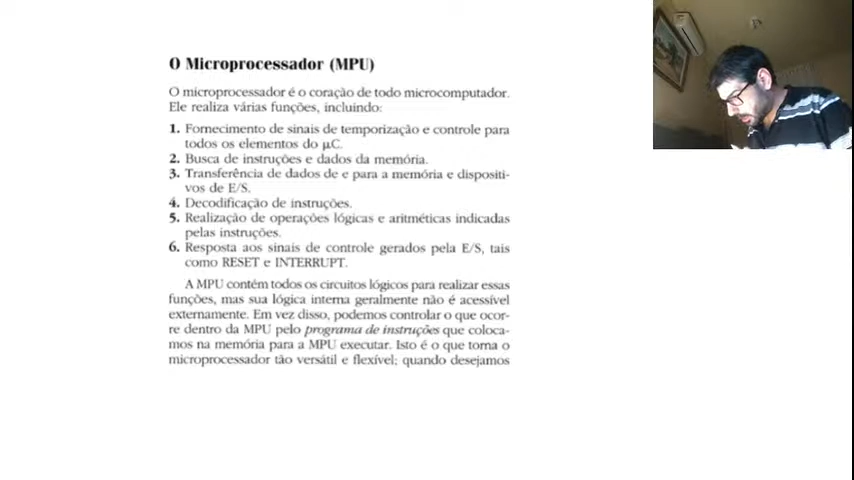 O Microprocessador (MPU)
O microprocessador é o coração de todo microcomputador.
Ele realiza várias funções, incluindo:
1. Fornecimento de sinais de temporização e controle para
todos os elementos do µC.
2. Busca de instruções e dados da memória.
3. Transferência de dados de e para a memória e dispositi-
vos de E/S.
4. Decodificação de instruções.
5. Realização de operações lógicas e aritméticas indicadas
pelas instruções.
6. Resposta aos sinais de controle gerados pela E/S, tais
como RESET e INTERRUPT.
A MPU contém todos os circuitos lógicos para realizar essas
funções, mas sua lógica interna geralmente não é acessível
externamente. Em vez disso, podemos controlar o que ocor-
re dentro da MPU pelo programa de instruções que coloca-
mos na memória para a MPU executar. Isto é o que torna o
microprocessador tão versátil e flexível; quando desejamos